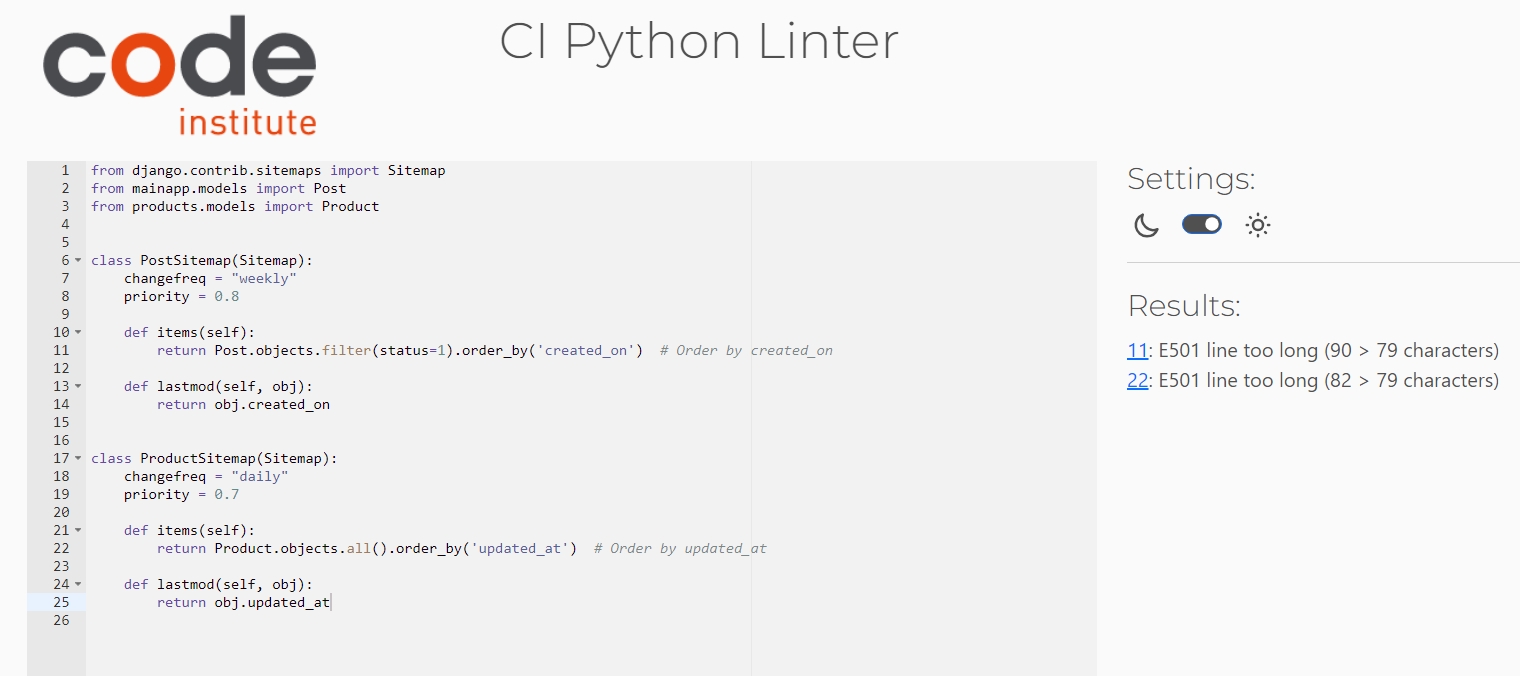 code
institute
CI Python Linter
1 from django.contrib.sitemaps import Sitemap
2 from mainapp.models import Post
3 from products.models import Product
4
5
6 class PostSitemap(Sitemap):
7     changefreq = "weekly"
8     priority = 0.8
9
10     def items(self):
11         return Post.objects.filter(status=1).order_by('created_on')  # Order by created_on
12
13     def lastmod(self, obj):
14         return obj.created_on
15
16
17 class ProductSitemap(Sitemap):
18     changefreq = "daily"
19     priority = 0.7
20
21     def items(self):
22         return Product.objects.all().order_by('updated_at')  # Order by updated_at
23
24     def lastmod(self, obj):
25         return obj.updated_at
26
Settings:
Results:
11: E501 line too long (90 > 79 characters)
22: E501 line too long (82 > 79 characters)